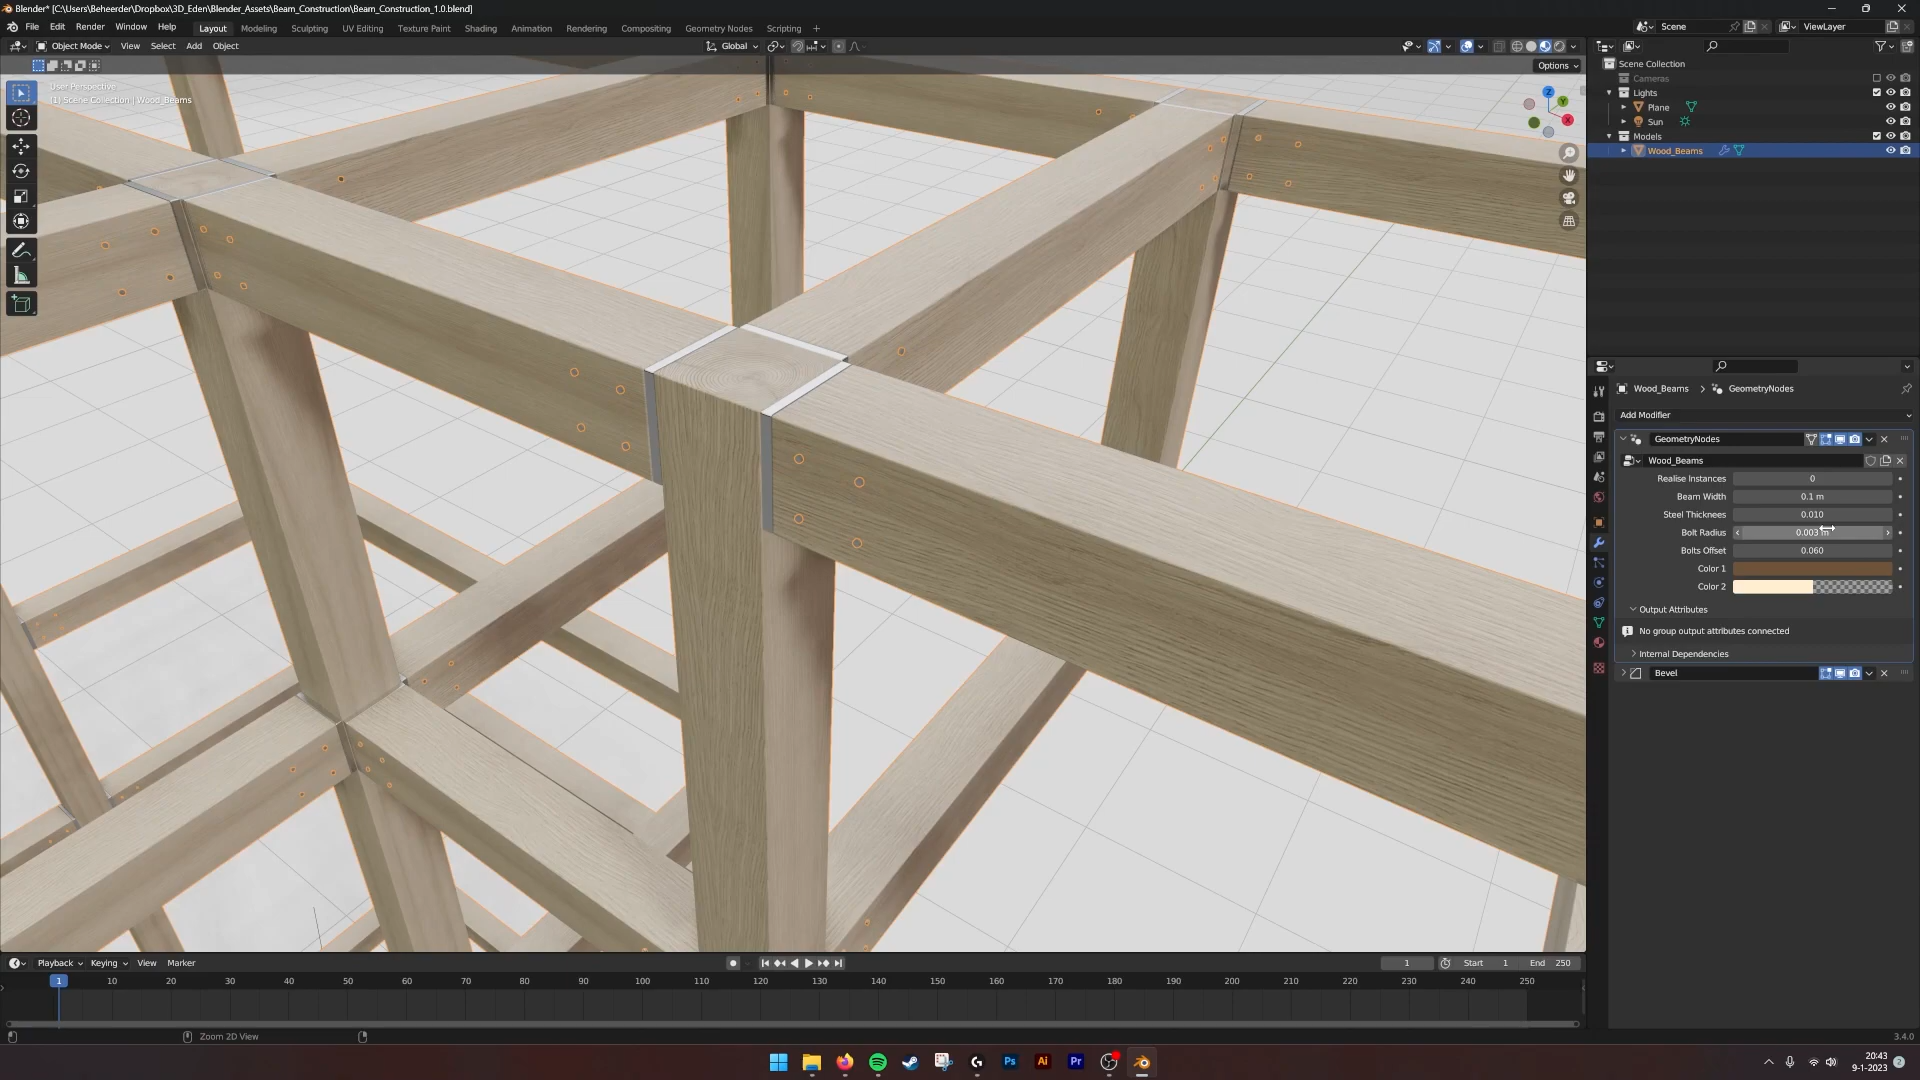 Blender* [C:\Users\Beheerder\Dropbox\3D_Eden\Blender_Assets\Beam_Construction\Beam_Construction_1.0.blend]
File Edit Render Window Help Layout Modeling Sculpting UV Editing Texture Paint Shading Animation Rendering Compositing Geometry Nodes Scripting + Scene ViewLayer
Object Mode View Select Add Object Global
Options
User Perspective
(1) Scene Collection | Wood_Beams
Z
Y
X
Scene Collection
Cameras
Lights
Plane
Sun
Models
Wood_Beams
Wood_Beams > GeometryNodes
Add Modifier
GeometryNodes
Wood_Beams
Realise Instances 0
Beam Width 0.1 m
Steel Thicknees 0.010
Bolt Radius 0.003 m
Bolts Offset 0.060
Color 1
Color 2
Output Attributes
No group output attributes connected
Internal Dependencies
Bevel
Playback Keying View Marker 1 Start 1 End 250
1 10 20 30 40 50 60 70 80 90 100 110 120 130 140 150 160 170 180 190 200 210 220 230 240 250
Zoom 2D View 3.4.0
Ps Ai Pr
20:43
9-1-2023 2